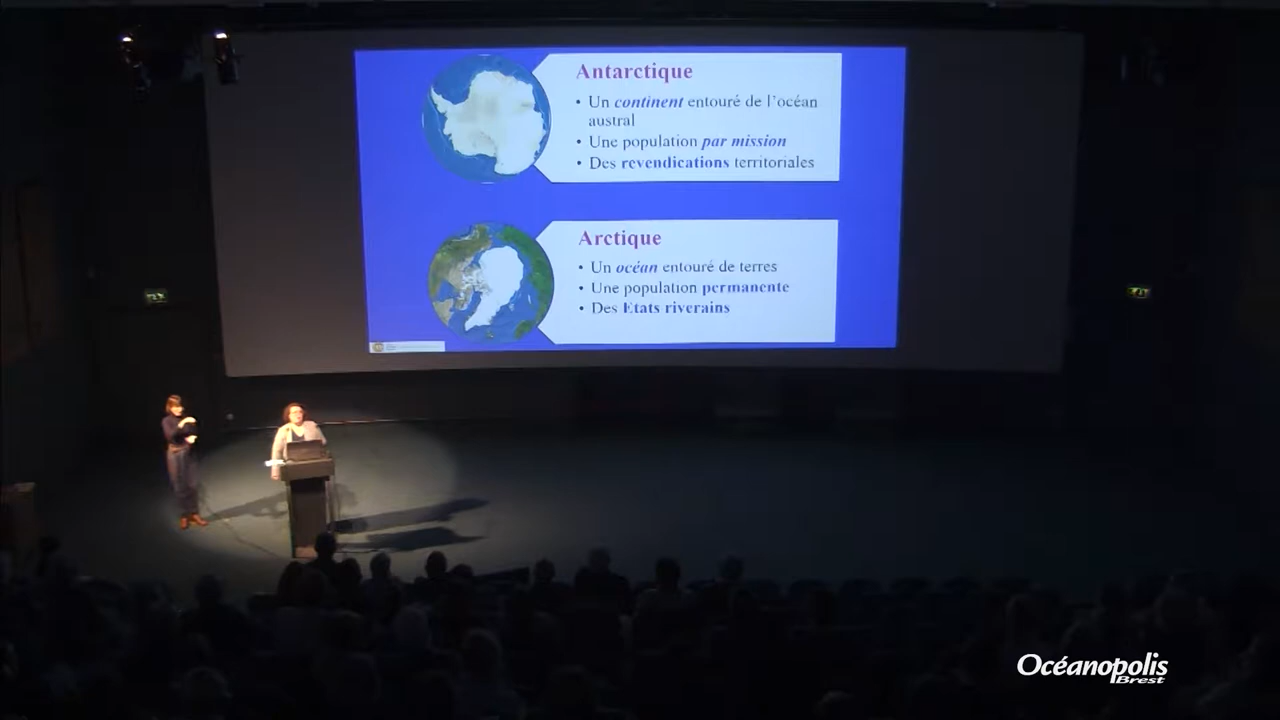 Antarctique
• Un continent entouré de l'océan
austral
• Une population par mission
• Des revendications territoriales
Arctique
• Un océan entouré de terres
• Une population permanente
• Des Etats riverains
Océanopolis
Brest